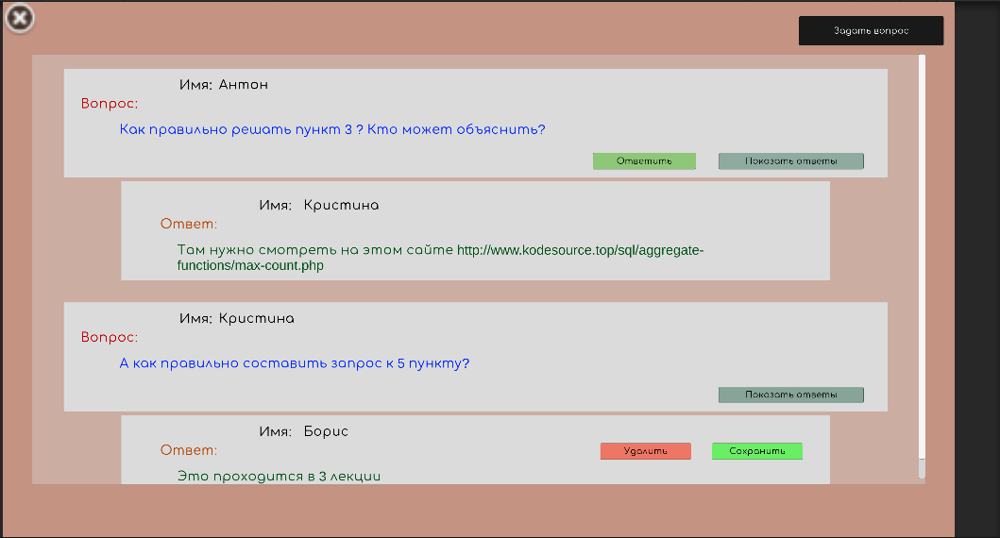 Задать вопрос
Имя: Антон
Вопрос:
Как правильно решать пункт 3 ? Кто может объяснить?
Ответить Показать ответы
Имя: Кристина
Ответ:
Там нужно смотреть на этом сайте http://www.kodesource.top/sql/aggregate-
functions/max-count.php
Имя: Кристина
Вопрос:
А как правильно составить запрос к 5 пункту?
Показать ответы
Имя: Борис
Ответ:
Удалить Сохранить
Это проходится в 3 лекции